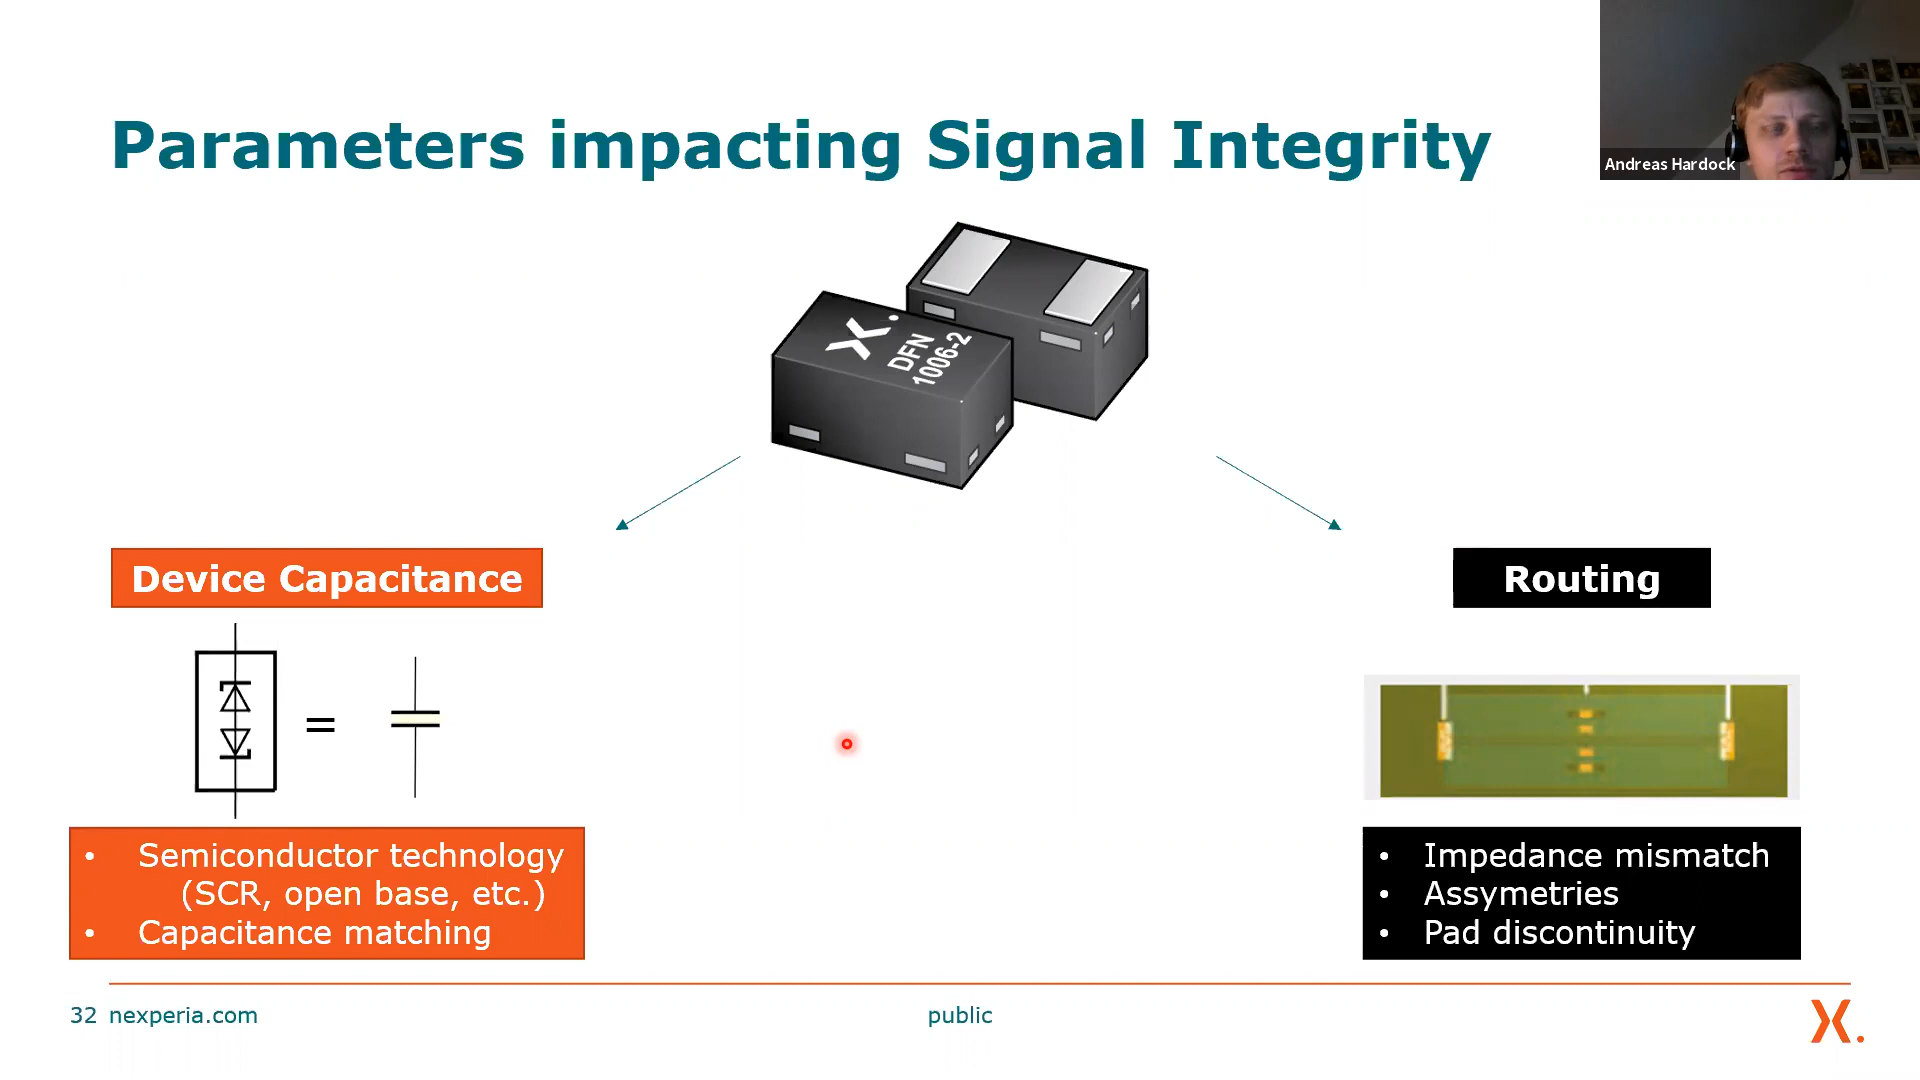 Parameters impacting Signal Integrity
Andreas Hardock
DFN
1006-2
Device Capacitance
Routing
=
• Semiconductor technology
(SCR, open base, etc.)
• Capacitance matching
• Impedance mismatch
• Assymetries
• Pad discontinuity
32 nexperia.com
public